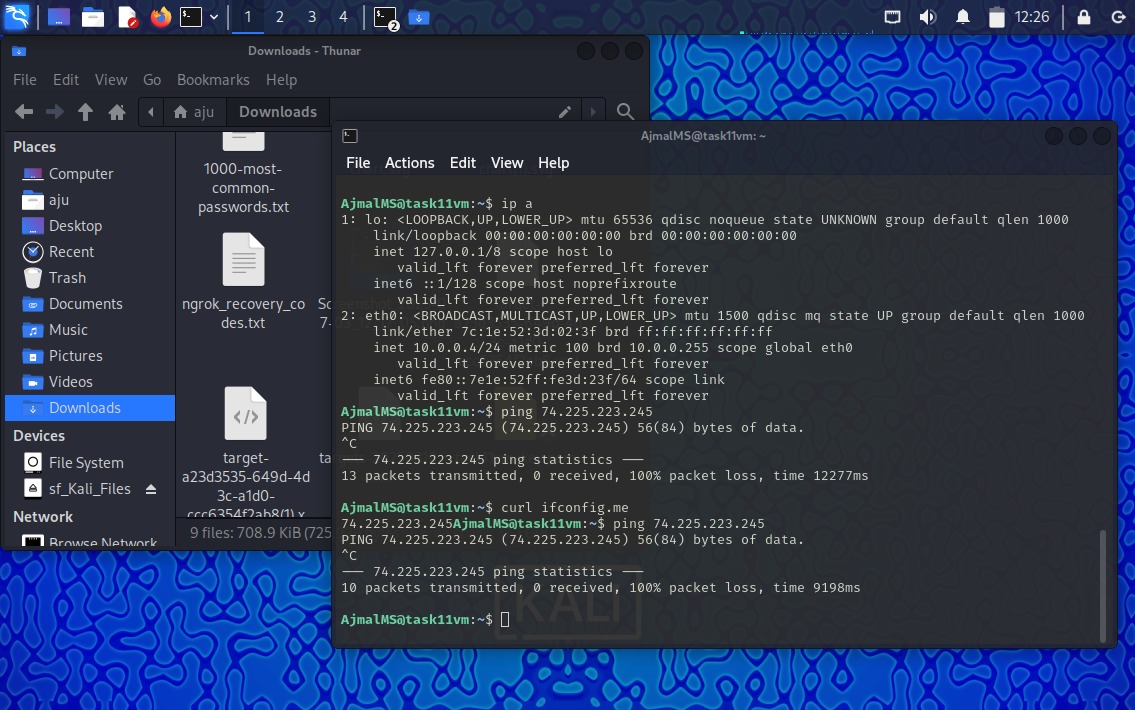 1 2 3 4 2 12:26
Downloads - Thunar
File Edit View Go Bookmarks Help
aju Downloads
Places
Computer
aju
Desktop
Recent
Trash
Documents
Music
Pictures
Videos
Downloads
Devices
File System
sf_Kali_Files
Network
Browse Network
1000-most-
common-
passwords.txt
ngrok_recovery_co
des.txt
target-
a23d3535-649d-4d
3c-a1d0-
ccc6354f2ab8(1).x
9 files: 708.9 KiB (725
AjmalMS@task11vm: ~
File Actions Edit View Help
AjmalMS@task11vm:~$ ip a
1: lo: <LOOPBACK,UP,LOWER_UP> mtu 65536 qdisc noqueue state UNKNOWN group default qlen 1000
link/loopback 00:00:00:00:00:00 brd 00:00:00:00:00:00
inet 127.0.0.1/8 scope host lo
valid_lft forever preferred_lft forever
inet6 ::1/128 scope host noprefixroute
valid_lft forever preferred_lft forever
2: eth0: <BROADCAST,MULTICAST,UP,LOWER_UP> mtu 1500 qdisc mq state UP group default qlen 1000
link/ether 7c:1e:52:3d:02:3f brd ff:ff:ff:ff:ff:ff
inet 10.0.0.4/24 metric 100 brd 10.0.0.255 scope global eth0
valid_lft forever preferred_lft forever
inet6 fe80::7e1e:52ff:fe3d:23f/64 scope link
valid_lft forever preferred_lft forever
AjmalMS@task11vm:~$ ping 74.225.223.245
PING 74.225.223.245 (74.225.223.245) 56(84) bytes of data.
^C
--- 74.225.223.245 ping statistics ---
13 packets transmitted, 0 received, 100% packet loss, time 12277ms
AjmalMS@task11vm:~$ curl ifconfig.me
74.225.223.245AjmalMS@task11vm:~$ ping 74.225.223.245
PING 74.225.223.245 (74.225.223.245) 56(84) bytes of data.
^C
--- 74.225.223.245 ping statistics ---
10 packets transmitted, 0 received, 100% packet loss, time 9198ms
AjmalMS@task11vm:~$
KALI